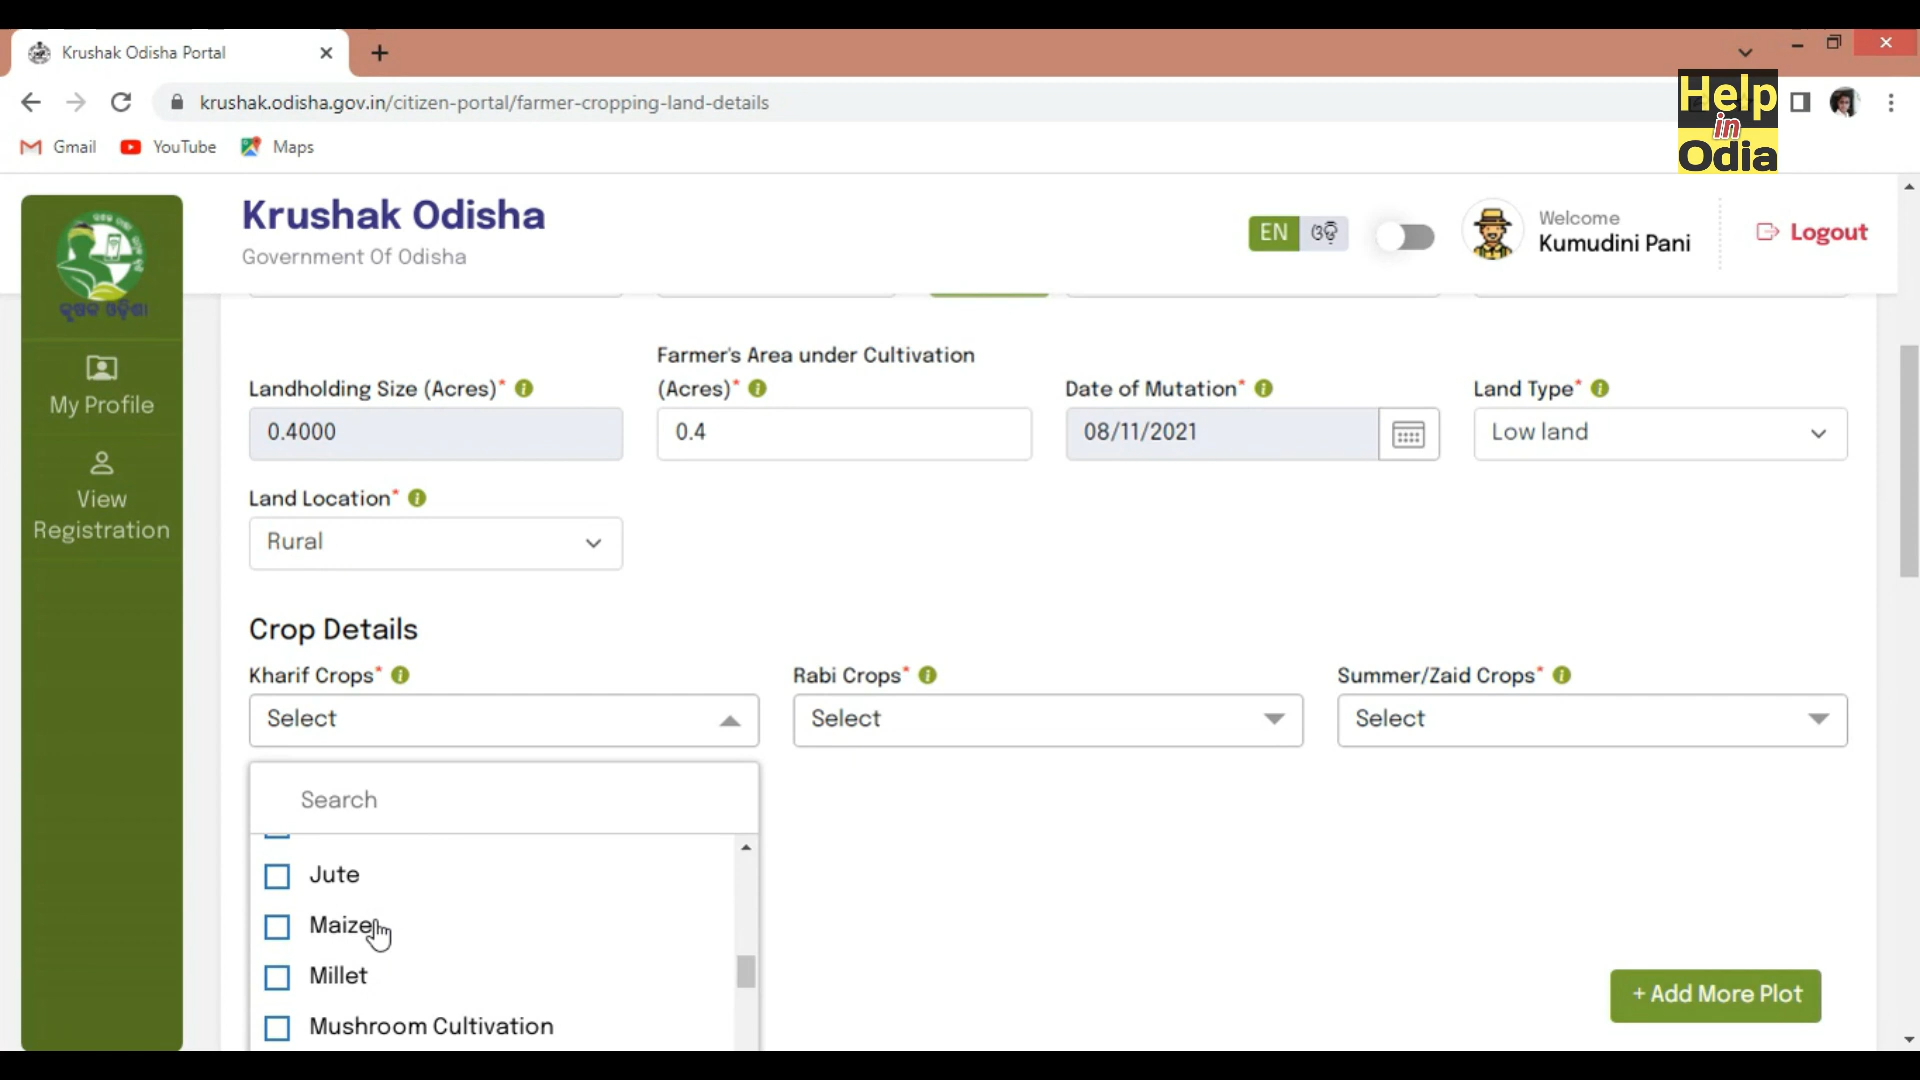 Krushak Odisha Portal
krushak.odisha.gov.in/citizen-portal/farmer-cropping-land-details
Help
in
Odia
Gmail
YouTube
Maps
Krushak Odisha
Government Of Odisha
EN
ଓଡ଼ି
Welcome
Kumudini Pani
Logout
କୃଷକ ଓଡ଼ିଶା
My Profile
View
Registration
Farmer's Area under Cultivation
Landholding Size (Acres)*
(Acres)*
Date of Mutation*
Land Type*
0.4000
0.4
08/11/2021
Low land
Land Location*
Rural
Crop Details
Kharif Crops*
Rabi Crops*
Summer/Zaid Crops*
Select
Select
Select
Search
Jute
Maize
Millet
Mushroom Cultivation
+ Add More Plot